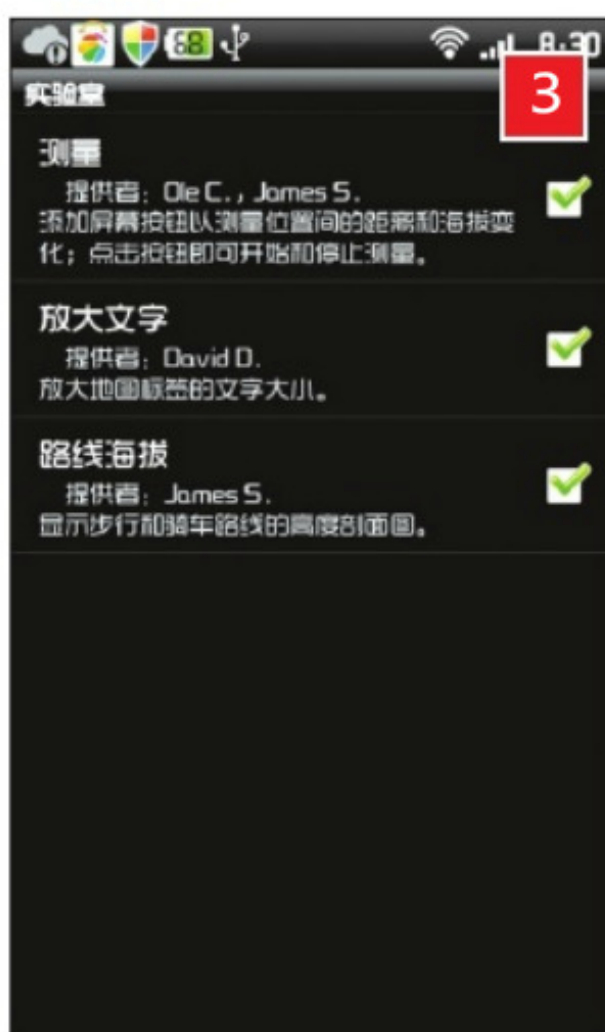 68
8:30
3
实验室
测量
提供者：Ole C., James S.
添加屏幕按钮以测量位置间的距离和海拔变
化；点击按钮即可开始和停止测量。
放大文字
提供者：David D.
放大地图标签的文字大小。
路线海拔
提供者：James S.
显示步行和骑车路线的高度剖面图。